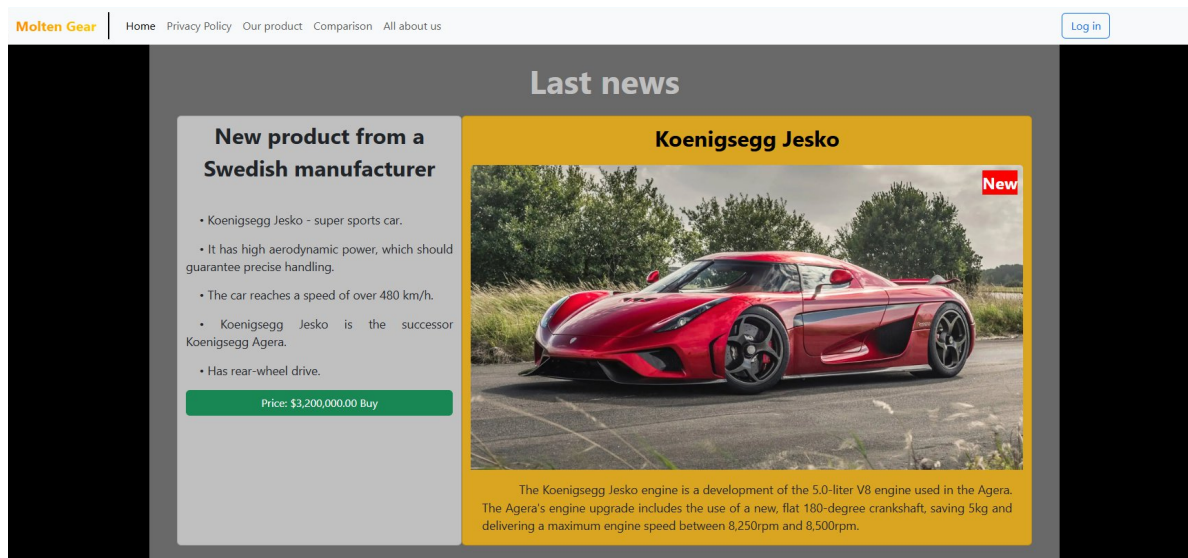 Molten Gear Home Privacy Policy Our product Comparison All about us Log in
Last news
New product from a
Swedish manufacturer
• Koenigsegg Jesko - super sports car.
• It has high aerodynamic power, which should
guarantee precise handling.
• The car reaches a speed of over 480 km/h.
• Koenigsegg Jesko is the successor
Koenigsegg Agera.
• Has rear-wheel drive.
Price: $3,200,000.00 Buy
Koenigsegg Jesko
New
The Koenigsegg Jesko engine is a development of the 5.0-liter V8 engine used in the Agera.
The Agera's engine upgrade includes the use of a new, flat 180-degree crankshaft, saving 5kg and
delivering a maximum engine speed between 8,250rpm and 8,500rpm.